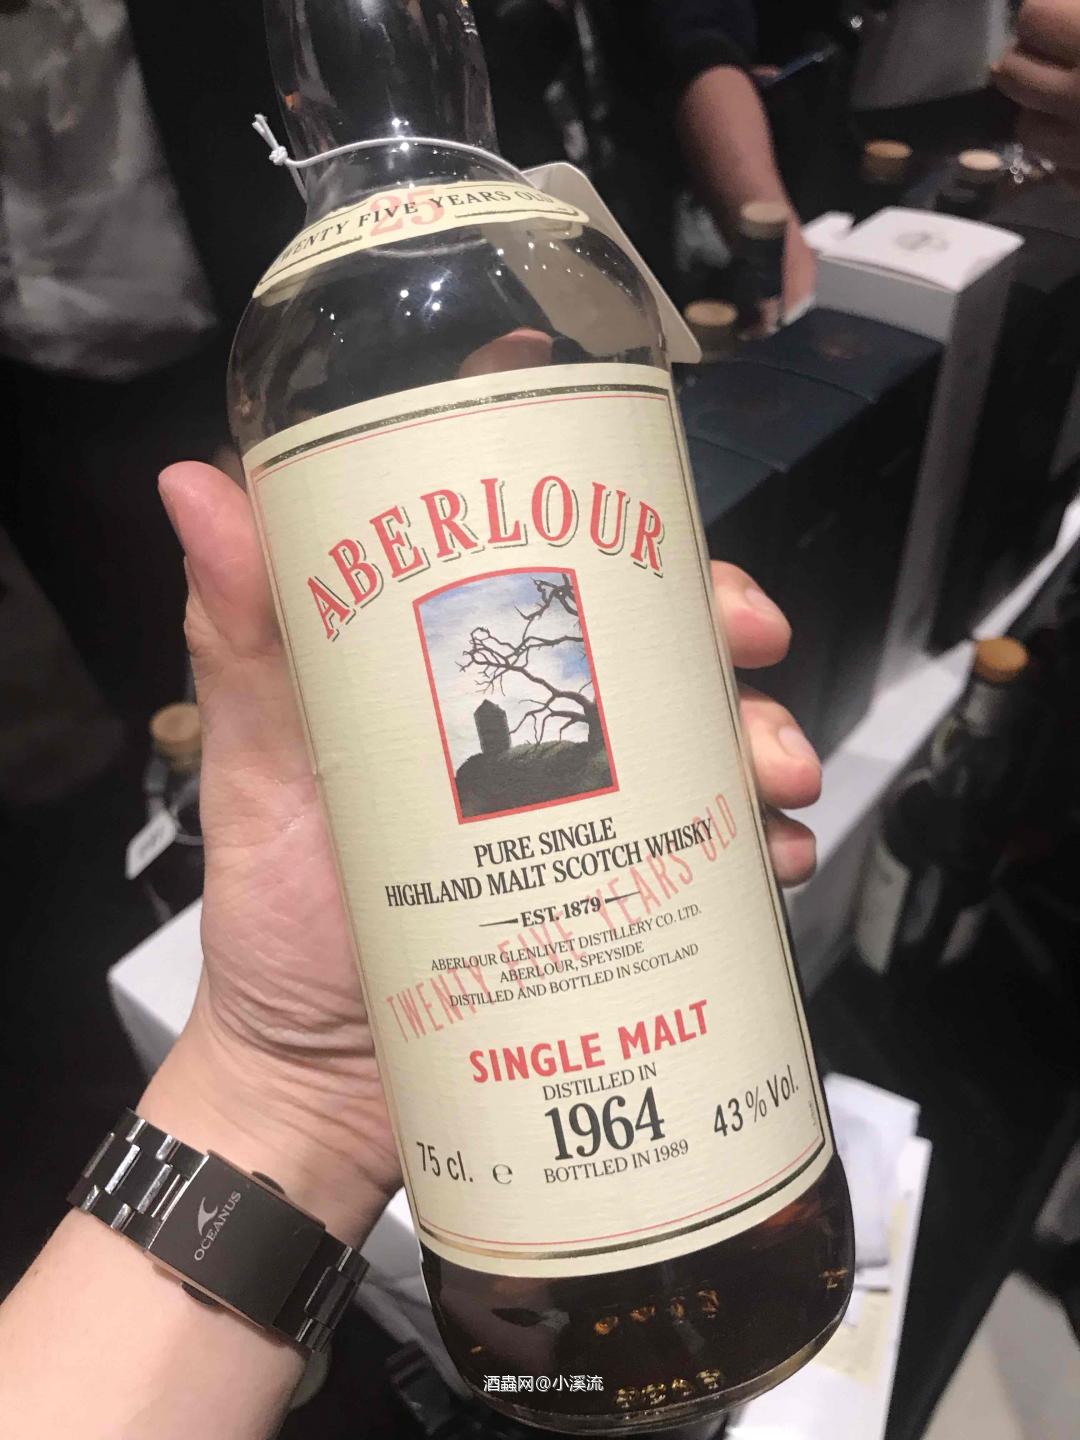 TWENTY FIVE YEARS OLD
25
ABERLOUR
PURE SINGLE
HIGHLAND MALT SCOTCH WHISKY
EST. 1879
TWENTY FIVE YEARS OLD
ABERLOUR GLENLIVET DISTILLERY CO. LTD.
ABERLOUR, SPEYSIDE
DISTILLED AND BOTTLED IN SCOTLAND
SINGLE MALT
DISTILLED IN
1964
BOTTLED IN 1989
75 cl. e
43% Vol.
OCEANUS
酒蟲网@小溪流